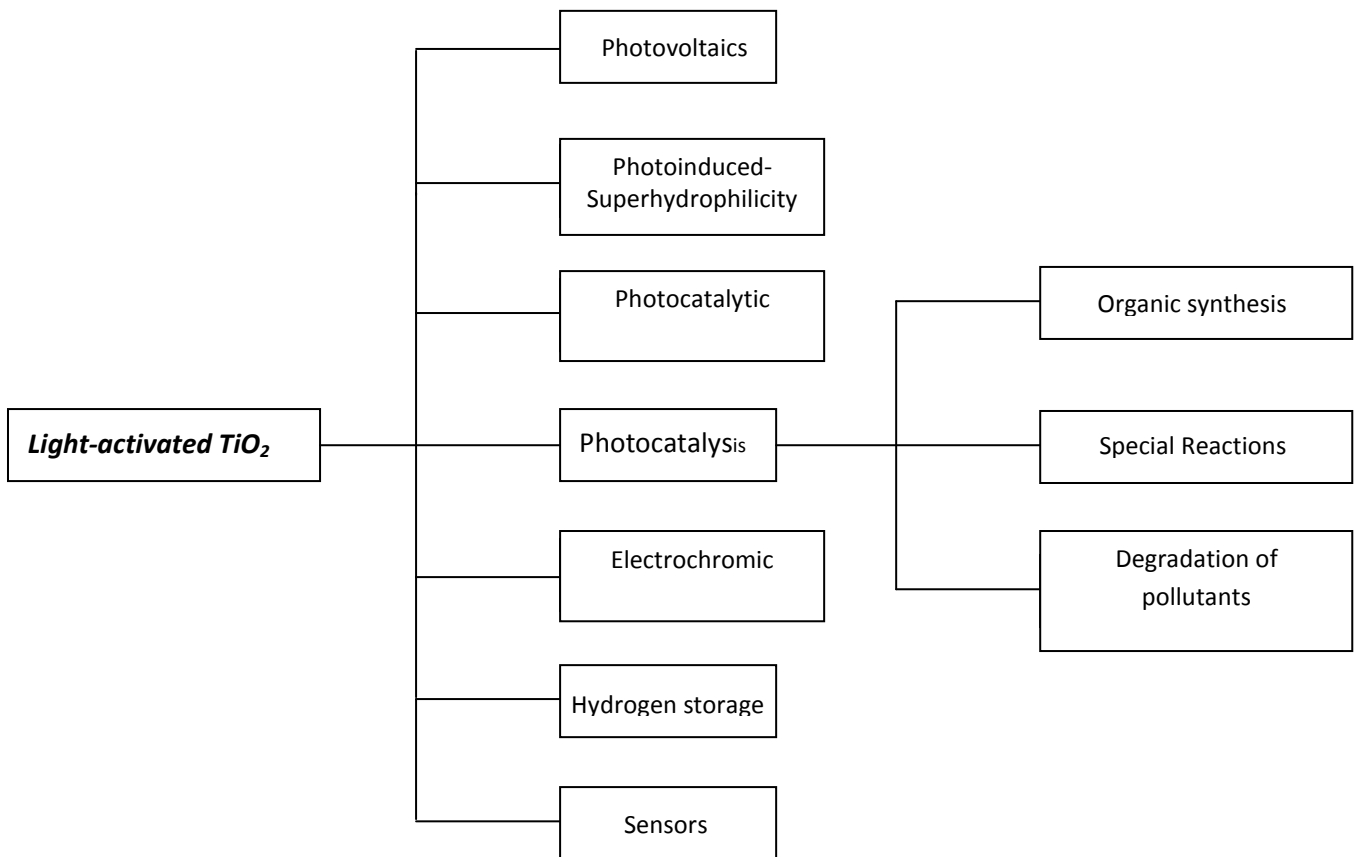 Photovoltaics
Photoinduced-
Superhydrophilicity
Photocatalytic
Light-activated TiO₂
Photocatalysis
Electrochromic
Hydrogen storage
Sensors
Organic synthesis
Special Reactions
Degradation of
pollutants